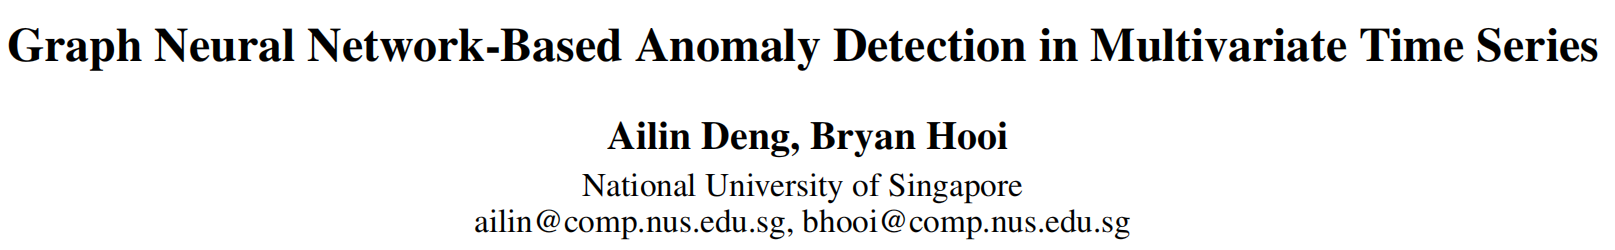 Graph Neural Network-Based Anomaly Detection in Multivariate Time Series
Ailin Deng, Bryan Hooi
National University of Singapore
ailin@comp.nus.edu.sg, bhooi@comp.nus.edu.sg